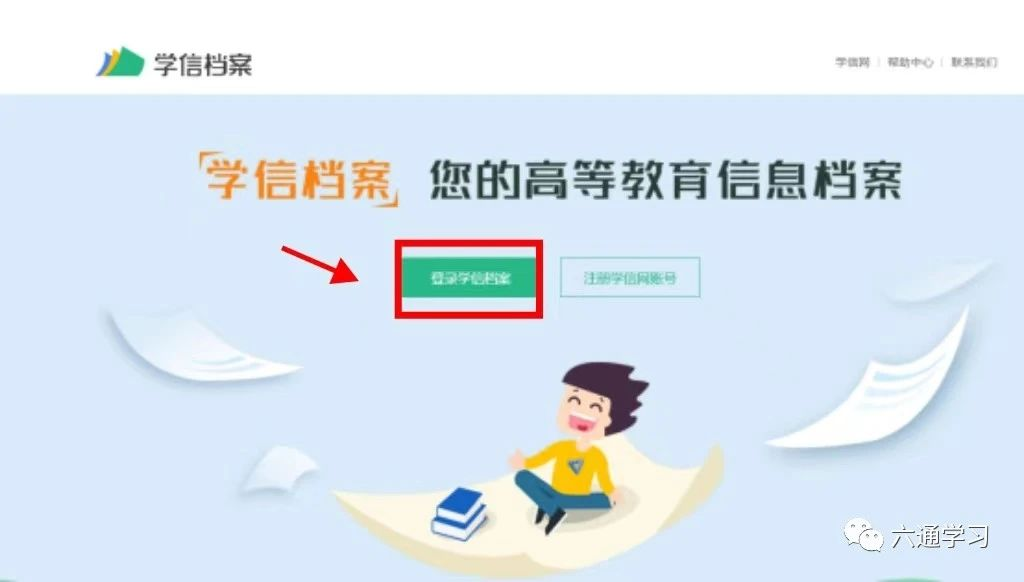 学信档案
学信网 | 帮助中心 | 联系我们
「学信档案」 您的高等教育信息档案
登录学信档案
注册学信网账号
六通学习